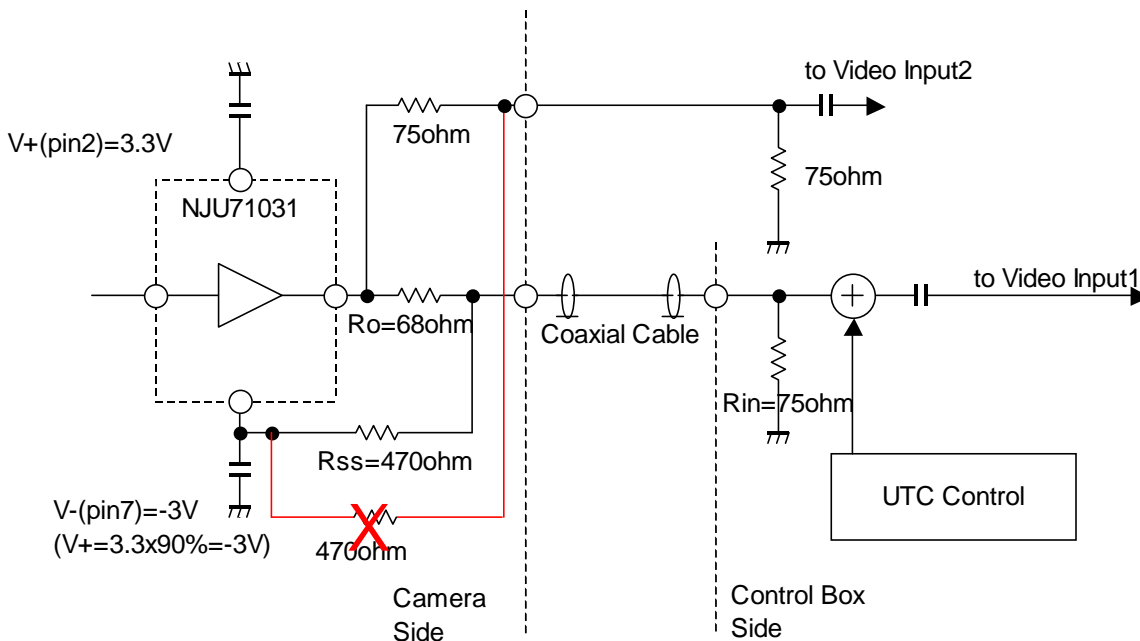 to Video Input2
75ohm
V+(pin2)=3.3V
75ohm
NJU71031
to Video Input1
Ro=68ohm
Coaxial Cable
Rin=75ohm
Rss=470ohm
UTC Control
V-(pin7)=-3V
(V+=3.3x90%=-3V)
470ohm
Camera
Side
Control Box
Side